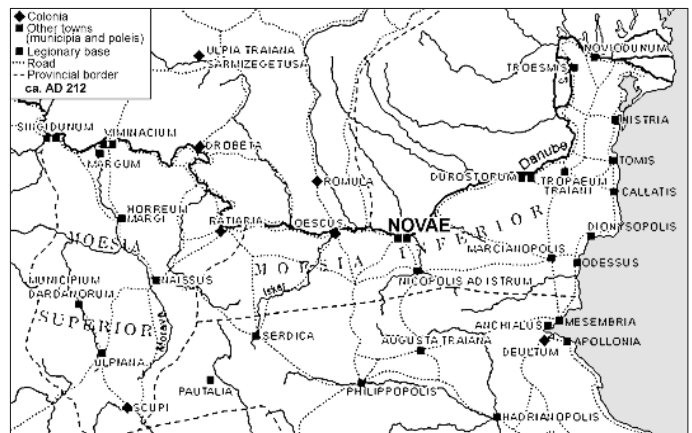 Colonia
Other towns
(municipia and poleis)
Legionary base
Road
Provincial border
ca. AD 212
ULPIA TRAIANA
SARMIZEGETUSA
NOVIODUNUM
TROESMIS
SINGIDUNUM
VIMINACIUM
MARGUM
DROBETA
HISTRIA
Danube
TOMIS
ROMULA
DUROSTORUM
TROPAEUM
TRAIANI
CALLATIS
HORREUM
MARGI
RATIARIA
OESCUS
NOVAE
DIONYSOPOLIS
MOESIA
MOESIA INFERIOR
MARCIANOPOLIS
ODESSUS
MUNICIPIUM
DARDANORUM
NAISSUS
Iskar
NICOPOLIS AD ISTRUM
SUPERIOR
Morava
ANCHIALUS
MESEMBRIA
SERDICA
AUGUSTA TRAIANA
DEULTUM
APOLLONIA
ULPIANA
PAUTALIA
PHILIPPOPOLIS
SCUPI
HADRIANOPOLIS